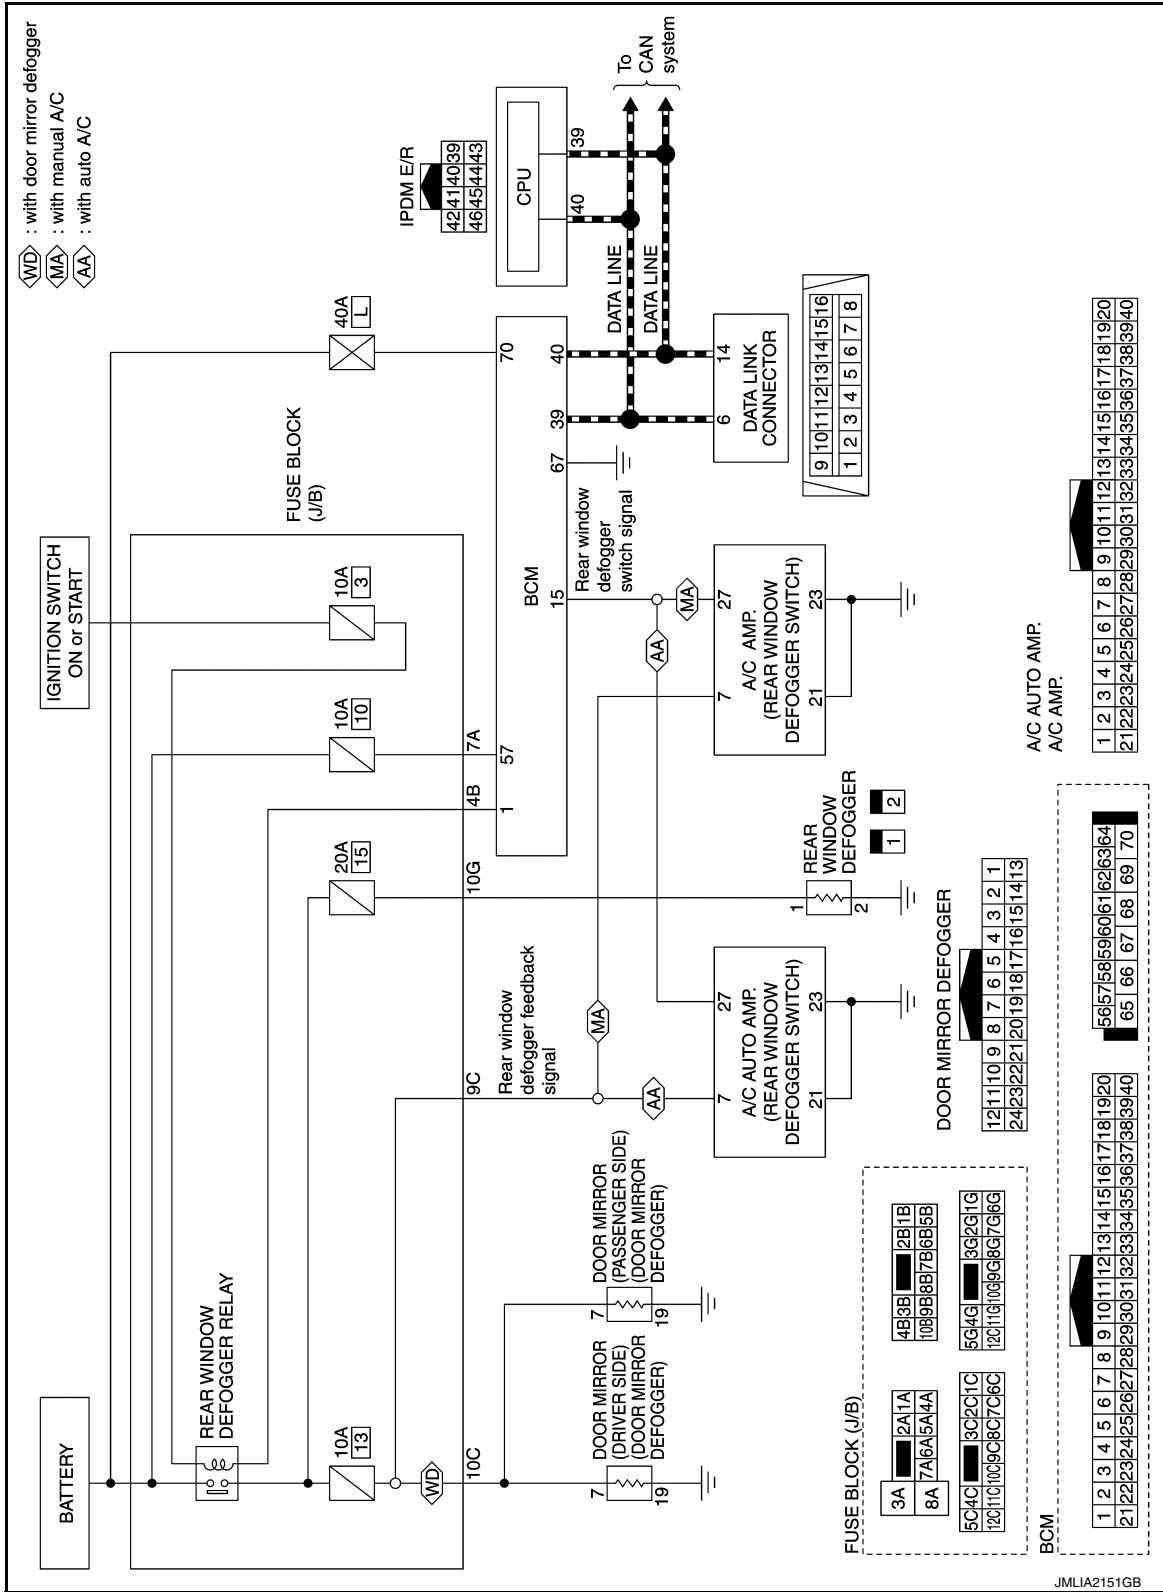 WD : with door mirror defogger
MA : with manual A/C
AA : with auto A/C
BATTERY
IGNITION SWITCH
ON or START
FUSE BLOCK
(J/B)
REAR WINDOW
DEFOGGER RELAY
10A
13
20A
15
10A
10
10A
3
40A
L
10C
9C
10G
4B
7A
1
57
70
BCM
15
67
39
40
IPDM E/R
42 41 40 39
46 45 44 43
CPU
40
39
To
CAN
system
DATA LINE
DATA LINE
6
14
DATA LINK
CONNECTOR
9 10 11 12 13 14 15 16
1 2 3 4 5 6 7 8
WD
Rear window
defogger feedback
signal
MA
AA
Rear window
defogger
switch signal
MA
AA
DOOR MIRROR
(DRIVER SIDE)
(DOOR MIRROR
DEFOGGER)
7
19
DOOR MIRROR
(PASSENGER SIDE)
(DOOR MIRROR
DEFOGGER)
7
19
7
27
A/C AUTO AMP.
(REAR WINDOW
DEFOGGER SWITCH)
21
23
REAR
WINDOW
DEFOGGER
1
2
1
2
7
27
A/C AMP.
(REAR WINDOW
DEFOGGER SWITCH)
21
23
FUSE BLOCK (J/B)
3A 2A 1A
8A 7A 6A 5A 4A
4B 3B 2B 1B
10B 9B 8B 7B 6B 5B
5C 4C 3C 2C 1C
12C 11C 10C 9C 8C 7C 6C
5G 4G 3G 2G 1G
12G 11G 10G 9G 8G 7G 6G
DOOR MIRROR DEFOGGER
12 11 10 9 8 7 6 5 4 3 2 1
24 23 22 21 20 19 18 17 16 15 14 13
A/C AUTO AMP.
A/C AMP.
1 2 3 4 5 6 7 8 9 10 11 12 13 14 15 16 17 18 19 20
21 22 23 24 25 26 27 28 29 30 31 32 33 34 35 36 37 38 39 40
BCM
1 2 3 4 5 6 7 8 9 10 11 12 13 14 15 16 17 18 19 20
21 22 23 24 25 26 27 28 29 30 31 32 33 34 35 36 37 38 39 40
56 57 58 59 60 61 62 63 64
65 66 67 68 69 70
JMLIA2151GB